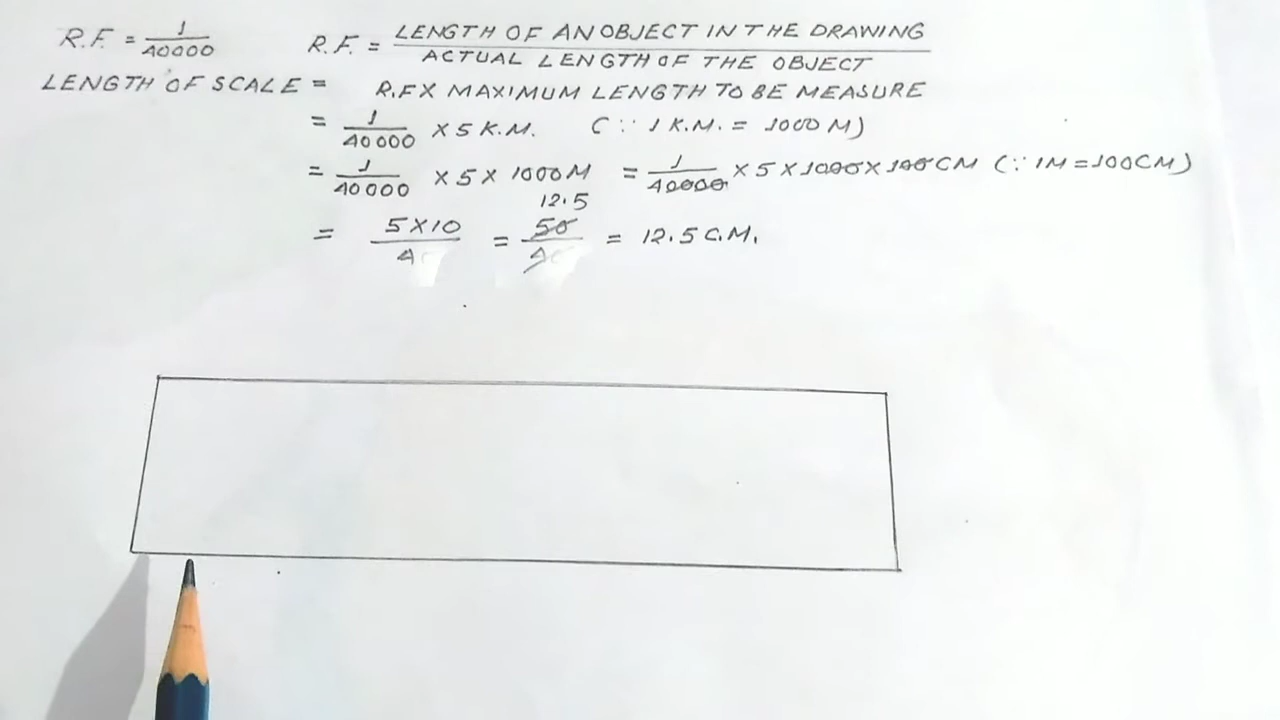 R.F. = 1/40000 R.F. = LENGTH OF AN OBJECT IN THE DRAWING / ACTUAL LENGTH OF THE OBJECT
LENGTH OF SCALE = R.F X MAXIMUM LENGTH TO BE MEASURE
= 1/40000 X 5 K.M. (∵ 1 K.M. = 1000 M)
= 1/40000 X 5 X 1000M = 1/40000 X 5 X 1000 X 100 CM (∵ 1M = 100CM)
12.5
= 5X10/4 = 50/4 = 12.5 C.M.